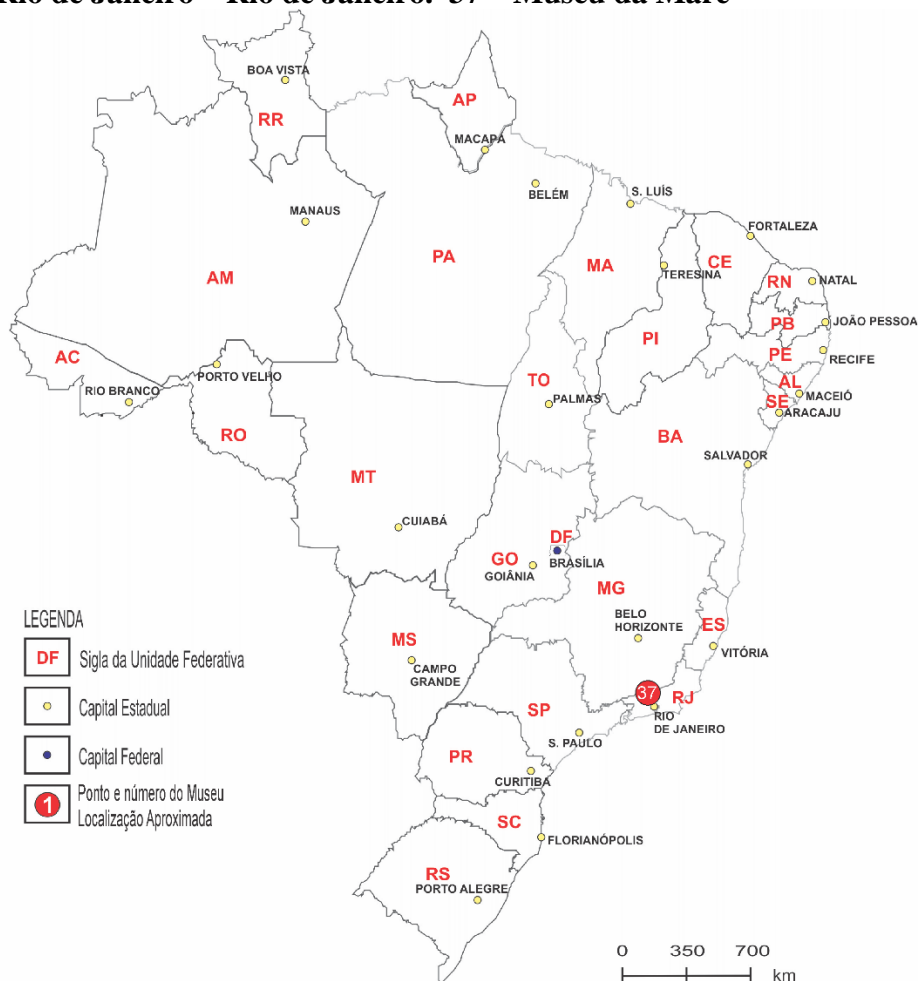 Rio de Janeiro – Rio de Janeiro. 37 – Museu da Maré
BOA VISTA
RR
AP
MACAPÁ
BELÉM
S. LUÍS
MANAUS
FORTALEZA
PA
AM
MA
TERESINA
CE
RN
NATAL
PB
JOÃO PESSOA
PI
PE
RECIFE
AC
PORTO VELHO
RIO BRANCO
TO
PALMAS
AL
MACEIÓ
SE
ARACAJU
RO
BA
SALVADOR
MT
CUIABÁ
DF
BRASÍLIA
GO
GOIÂNIA
MG
BELO
HORIZONTE
ES
VITÓRIA
MS
CAMPO
GRANDE
37
RJ
RIO
DE JANEIRO
SP
S. PAULO
PR
CURITIBA
SC
FLORIANÓPOLIS
RS
PORTO ALEGRE
LEGENDA
DF Sigla da Unidade Federativa
Capital Estadual
Capital Federal
1 Ponto e número do Museu
Localização Aproximada
0 350 700
km